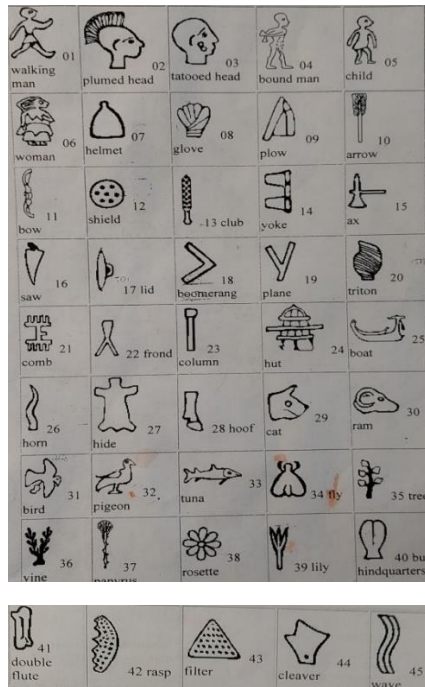 01 walking man
02 plumed head
03 tatooed head
04 bound man
05 child
06 woman
07 helmet
08 glove
09 plow
10 arrow
11 bow
12 shield
13 club
14 yoke
15 ax
16 saw
17 lid
18 boomerang
19 plane
20 triton
21 comb
22 frond
23 column
24 hut
25 boat
26 horn
27 hide
28 hoof
29 cat
30 ram
31 bird
32 pigeon
33 tuna
34 fly
35 tree
36 vine
37 papyrus
38 rosette
39 lily
40 bu
hindquarters
41 double flute
42 rasp
43 filter
44 cleaver
45 wave